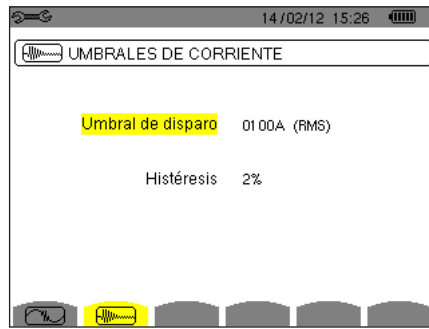 14/02/12 15:26
UMBRALES DE CORRIENTE
Umbral de disparo 0100A (RMS)
Histéresis 2%